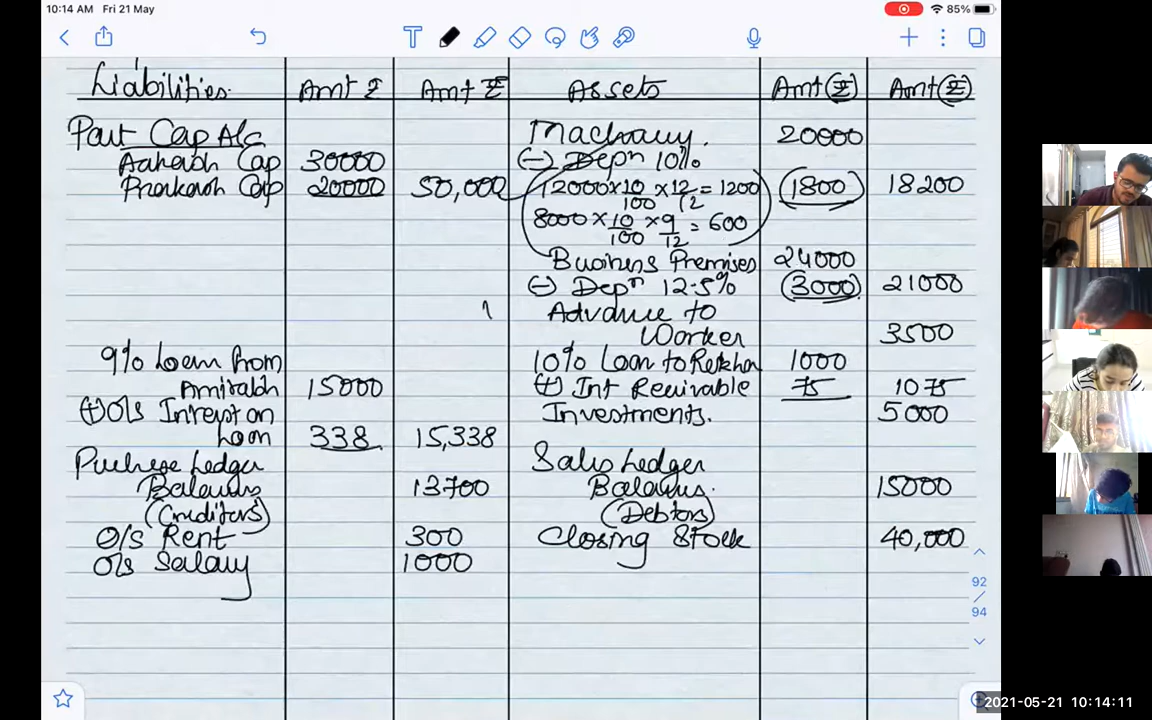 10:14 AM Fri 21 May
85%
Liabilities Amt ₹ Amt ₹ Assets Amt(₹) Amt(₹)
Part Cap A/c Machinery 20000
Aakash Cap 30000 (-) Depn 10%
Prakash Cap 20000 50,000 12000×10/100×12/12=1200 (1800) 18200
8000×10/100×9/12=600
Business Premises 24000
(-) Depn 12.5% (3000) 21000
Advance to
Worker 3500
9% Loan from 10% Loan to Rekha 1000
Amitabh 15000 (+) Int Receivable 75 1075
(+) O/s Interest on Investments. 5000
Loan 338 15,338
Purchase Ledger Sales Ledger
Balances 13700 Balances. 15000
(Creditors) (Debtors)
O/s Rent 300 Closing Stock 40,000
O/s Salary 1000
92
/
94
2021-05-21 10:14:11